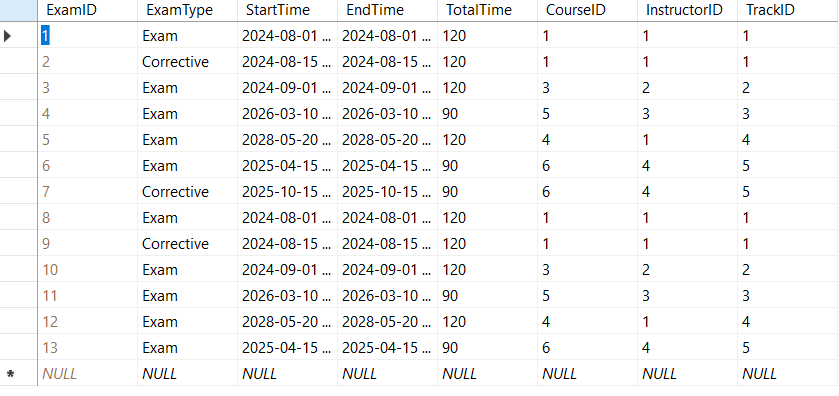 ExamID ExamType StartTime EndTime TotalTime CourseID InstructorID TrackID
1 Exam 2024-08-01 ... 2024-08-01 ... 120 1 1 1
2 Corrective 2024-08-15 ... 2024-08-15 ... 120 1 1 1
3 Exam 2024-09-01 ... 2024-09-01 ... 120 3 2 2
4 Exam 2026-03-10 ... 2026-03-10 ... 90 5 3 3
5 Exam 2028-05-20 ... 2028-05-20 ... 120 4 1 4
6 Exam 2025-04-15 ... 2025-04-15 ... 90 6 4 5
7 Corrective 2025-10-15 ... 2025-10-15 ... 90 6 4 5
8 Exam 2024-08-01 ... 2024-08-01 ... 120 1 1 1
9 Corrective 2024-08-15 ... 2024-08-15 ... 120 1 1 1
10 Exam 2024-09-01 ... 2024-09-01 ... 120 3 2 2
11 Exam 2026-03-10 ... 2026-03-10 ... 90 5 3 3
12 Exam 2028-05-20 ... 2028-05-20 ... 120 4 1 4
13 Exam 2025-04-15 ... 2025-04-15 ... 90 6 4 5
* NULL NULL NULL NULL NULL NULL NULL NULL